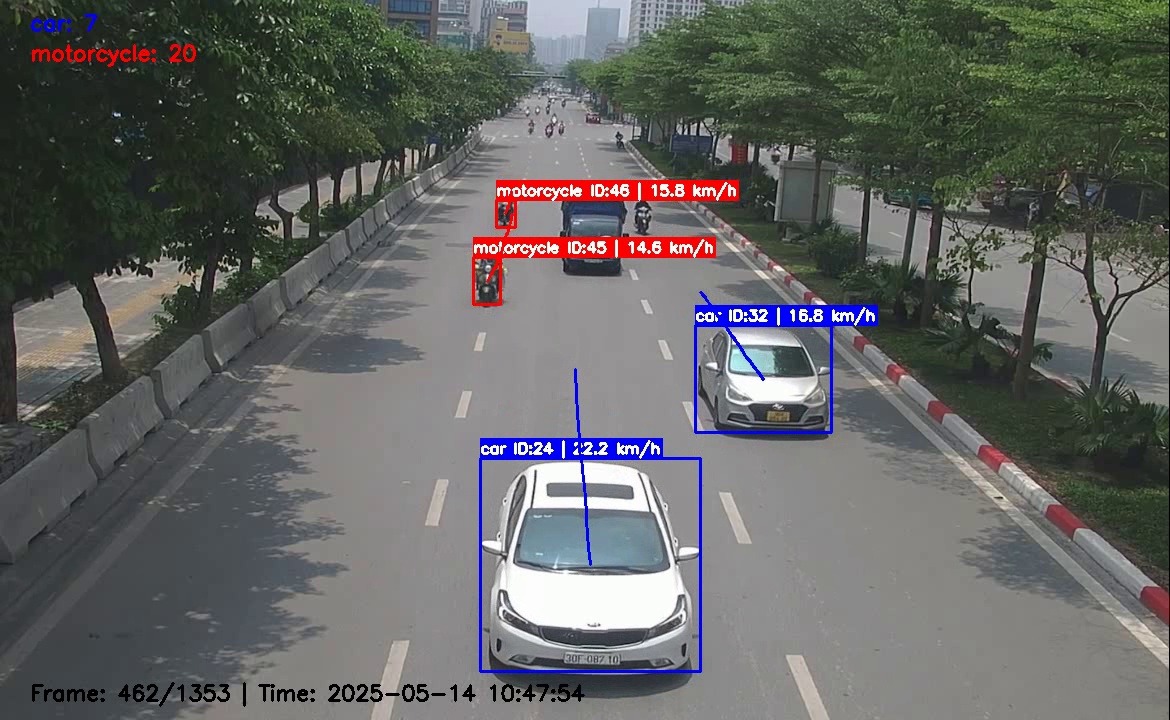 car: 7
motorcycle: 20
motorcycle ID:46 | 15.8 km/h
motorcycle ID:45 | 14.6 km/h
car ID:32 | 16.8 km/h
car ID:24 | 22.2 km/h
30F-087.10
Frame: 462/1353 | Time: 2025-05-14 10:47:54